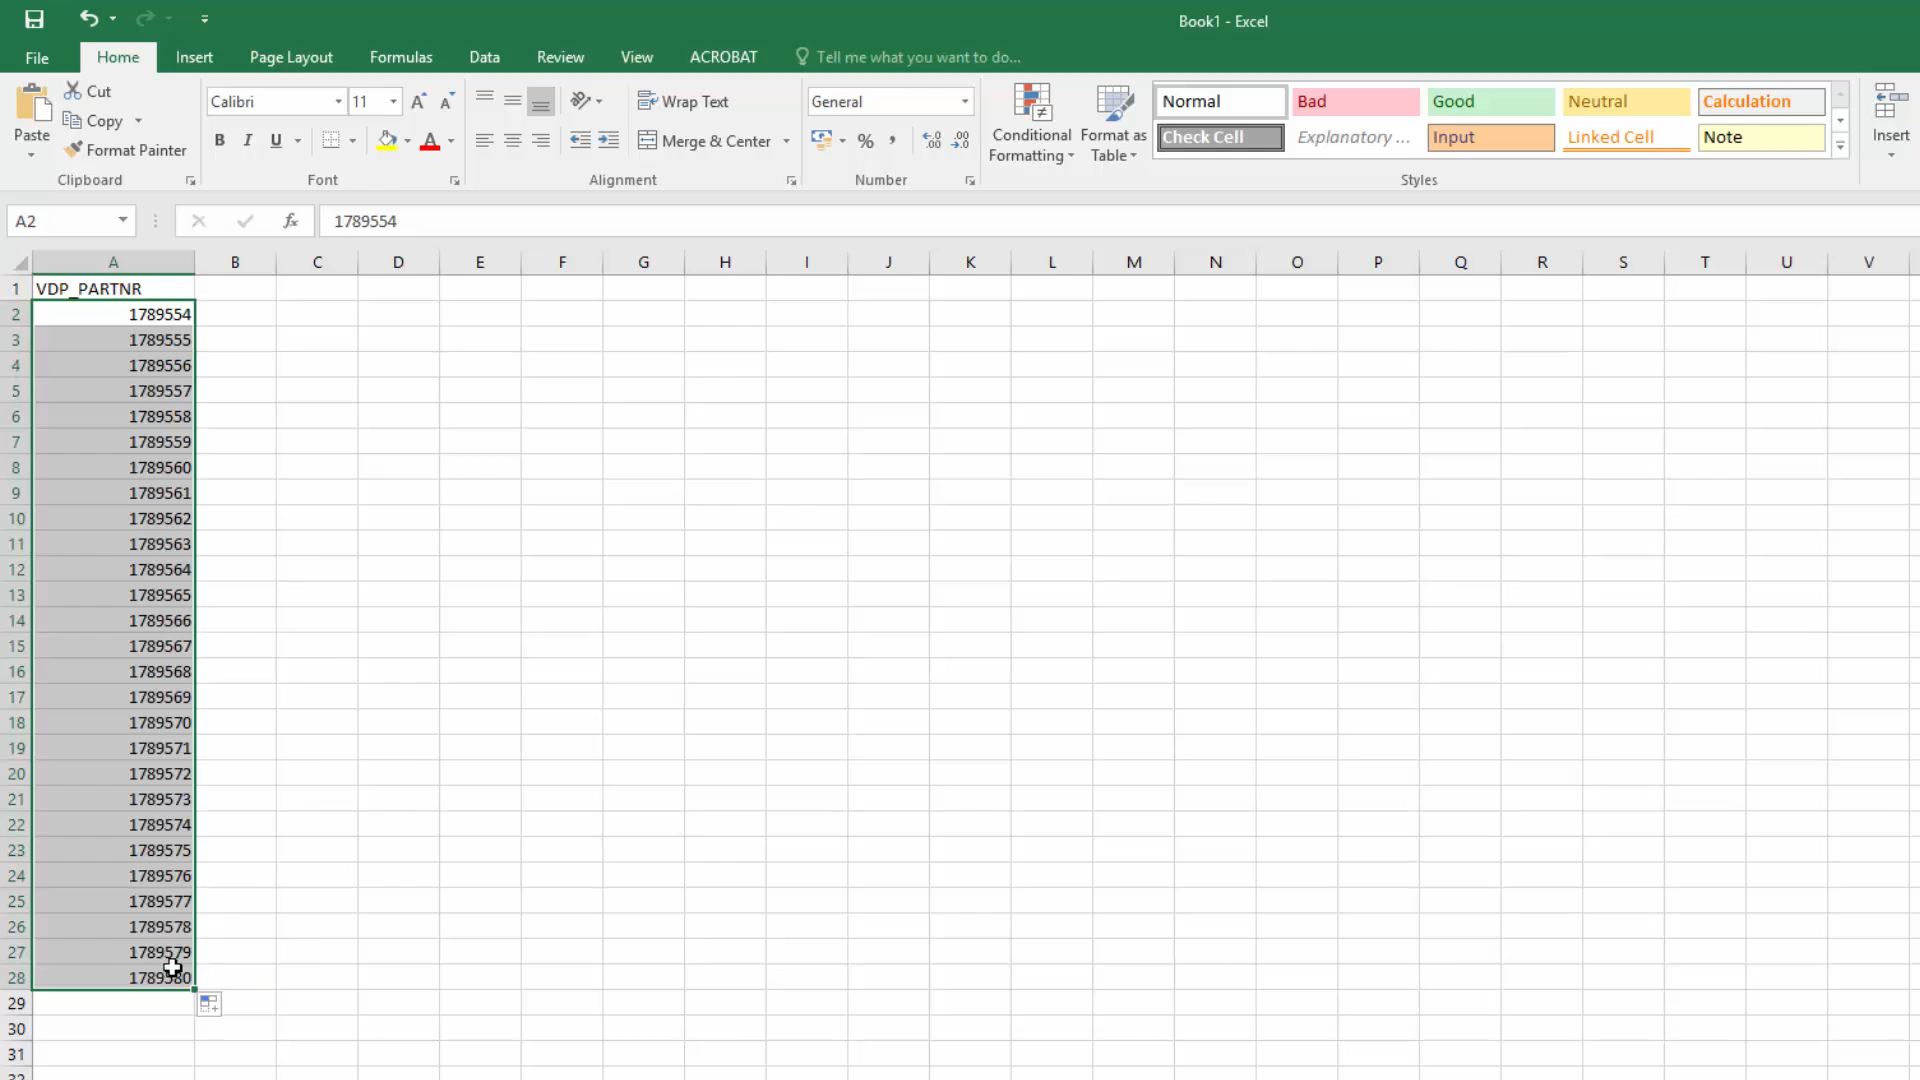 Book1 - Excel
File Home Insert Page Layout Formulas Data Review View ACROBAT Tell me what you want to do...
Paste
Cut
Copy
Format Painter
Clipboard
Calibri 11
B I U
Font
Wrap Text
Merge & Center
Alignment
General
% ,
Number
Conditional Formatting
Format as Table
Normal Bad Good Neutral Calculation
Check Cell Explanatory ... Input Linked Cell Note
Styles
Insert
A2 fx 1789554
A B C D E F G H I J K L M N O P Q R S T U V
1 VDP_PARTNR
2 1789554
3 1789555
4 1789556
5 1789557
6 1789558
7 1789559
8 1789560
9 1789561
10 1789562
11 1789563
12 1789564
13 1789565
14 1789566
15 1789567
16 1789568
17 1789569
18 1789570
19 1789571
20 1789572
21 1789573
22 1789574
23 1789575
24 1789576
25 1789577
26 1789578
27 1789579
28 1789580
29
30
31
32